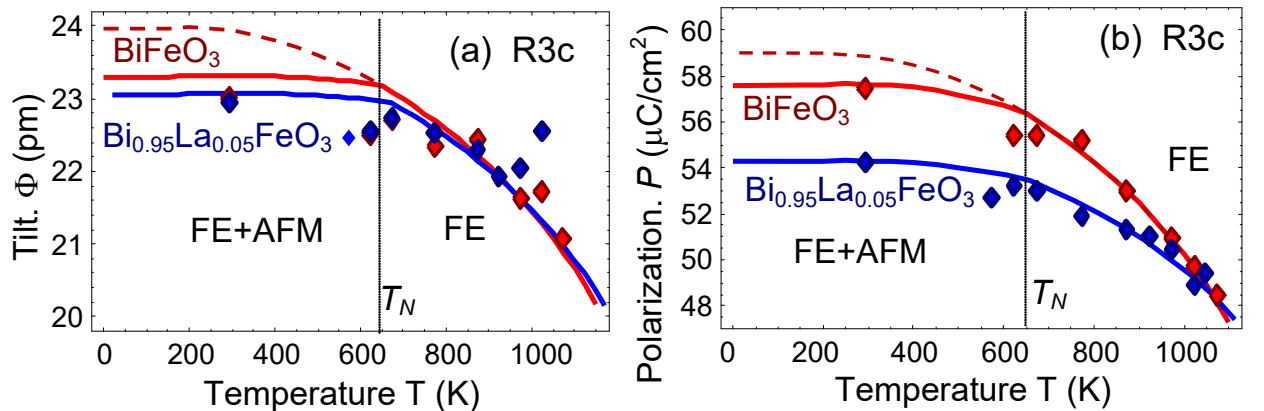 (a) R3c
BiFeO₃
Bi₀.₉₅La₀.₀₅FeO₃
FE+AFM
FE
T_N
24
23
22
21
20
0 200 400 600 800 1000
Tilt. Φ (pm)
Temperature T (K)
(b) R3c
BiFeO₃
Bi₀.₉₅La₀.₀₅FeO₃
FE+AFM
FE
T_N
60
58
56
54
52
50
48
0 200 400 600 800 1000
Polarization. P (μC/cm²)
Temperature T (K)